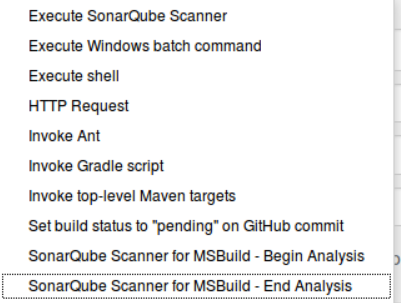 Execute SonarQube Scanner
Execute Windows batch command
Execute shell
HTTP Request
Invoke Ant
Invoke Gradle script
Invoke top-level Maven targets
Set build status to "pending" on GitHub commit
SonarQube Scanner for MSBuild - Begin Analysis
SonarQube Scanner for MSBuild - End Analysis